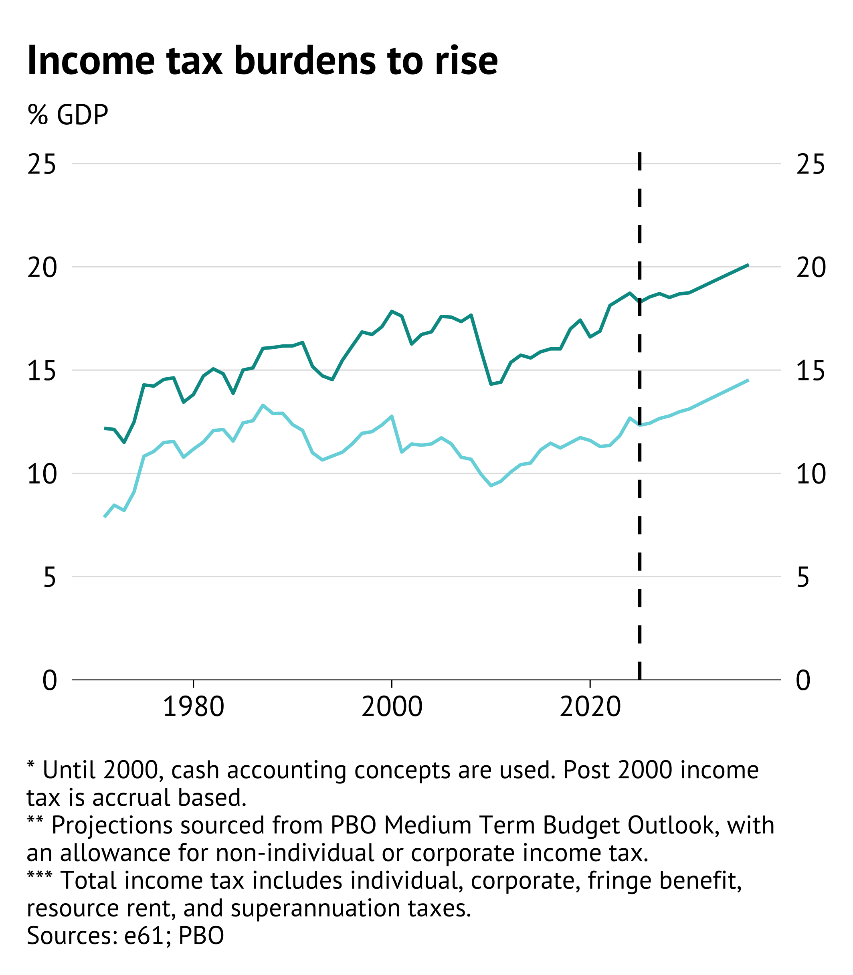 Income tax burdens to rise
% GDP
25 25
20 20
15 15
10 10
5 5
0 0
1980 2000 2020
* Until 2000, cash accounting concepts are used. Post 2000 income
tax is accrual based.
** Projections sourced from PBO Medium Term Budget Outlook, with
an allowance for non-individual or corporate income tax.
*** Total income tax includes individual, corporate, fringe benefit,
resource rent, and superannuation taxes.
Sources: e61; PBO